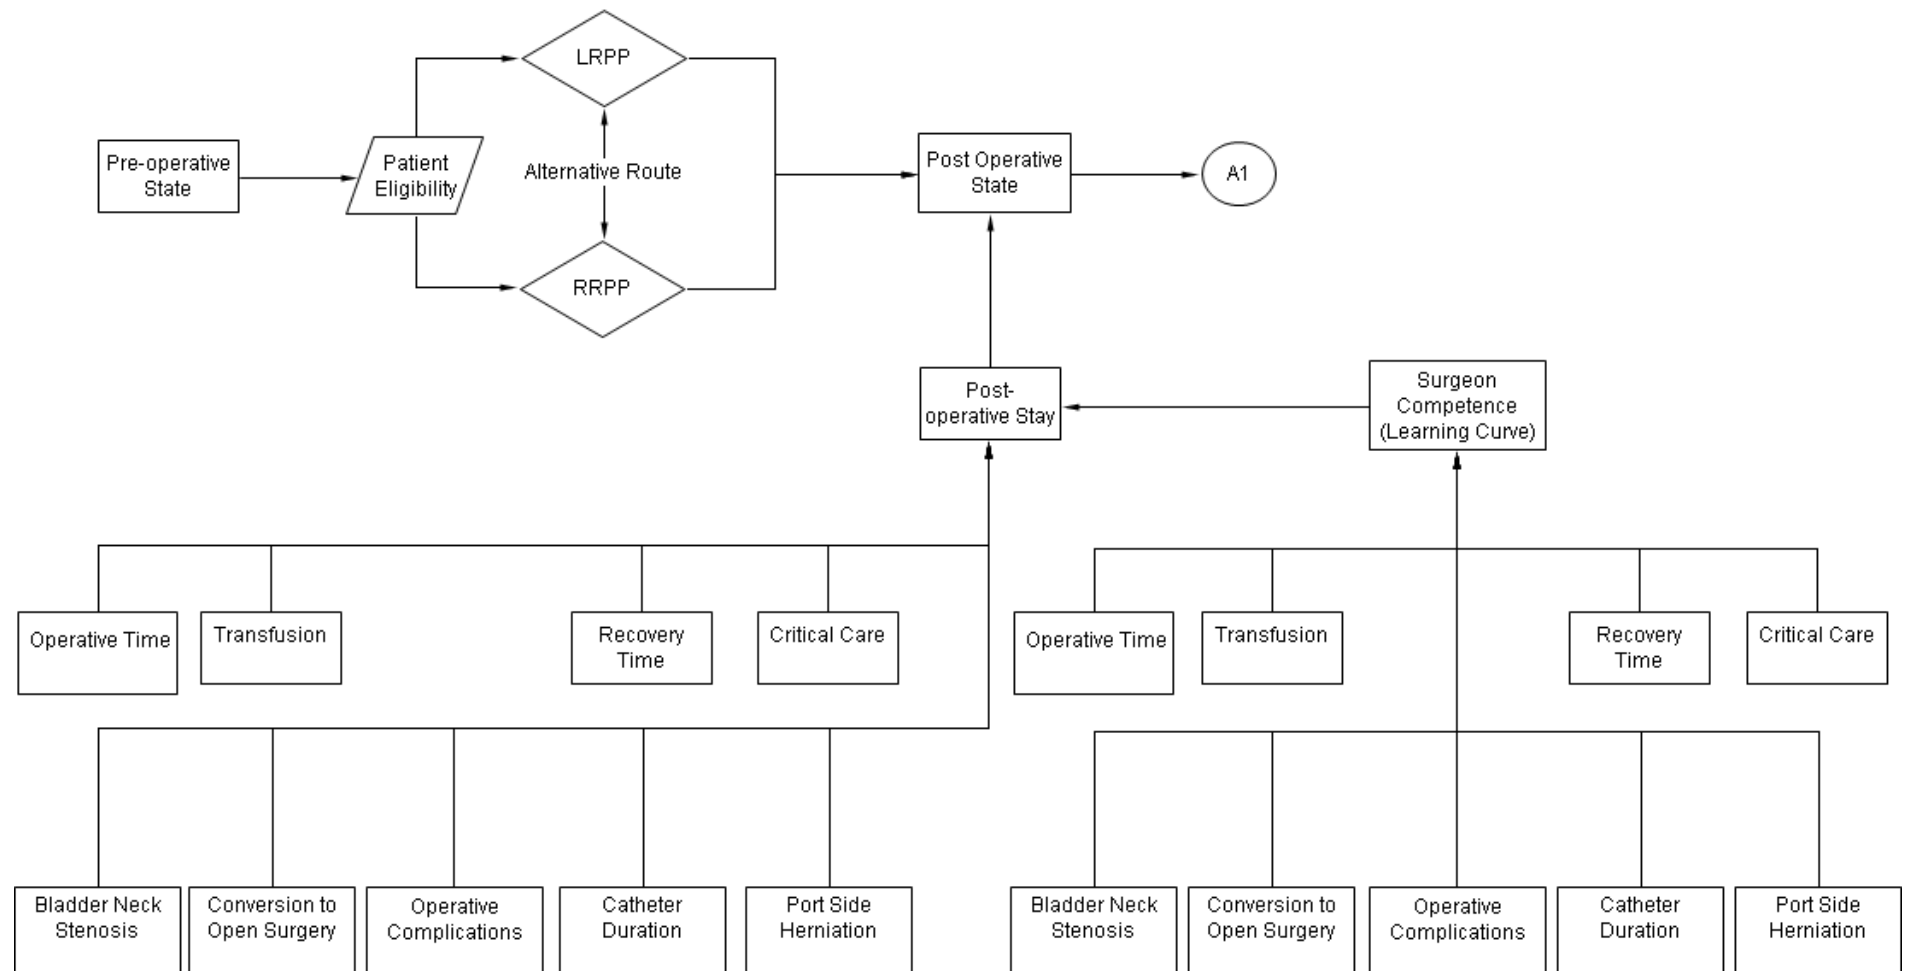 LRPP
Pre-operative
State
Patient
Eligibility
Alternative Route
Post Operative
State
A1
RRPP
Post-
operative Stay
Surgeon
Competence
(Learning Curve)
Operative Time
Transfusion
Recovery
Time
Critical Care
Operative Time
Transfusion
Recovery
Time
Critical Care
Bladder Neck
Stenosis
Conversion to
Open Surgery
Operative
Complications
Catheter
Duration
Port Side
Herniation
Bladder Neck
Stenosis
Conversion to
Open Surgery
Operative
Complications
Catheter
Duration
Port Side
Herniation